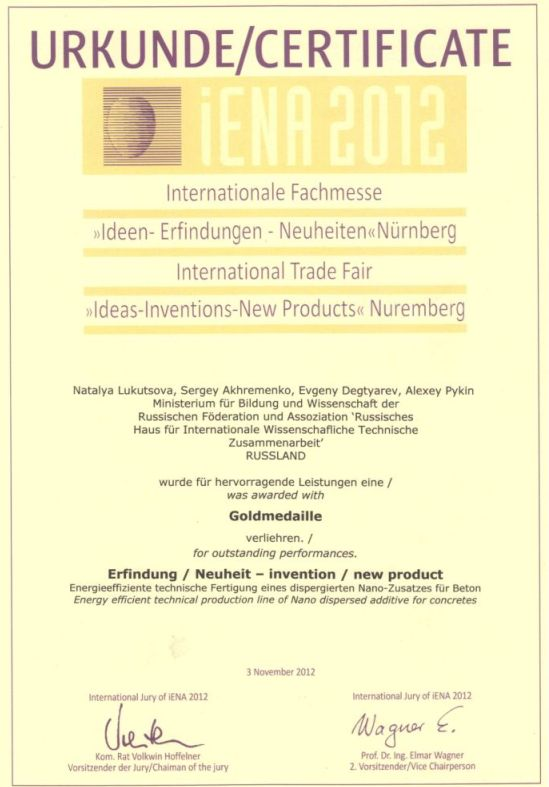 URKUNDE/CERTIFICATE
iENA 2012
Internationale Fachmesse
»Ideen- Erfindungen - Neuheiten«Nürnberg
International Trade Fair
»Ideas-Inventions-New Products« Nuremberg
Natalya Lukutsova, Sergey Akhremenko, Evgeny Degtyarev, Alexey Pykin
Ministerium für Bildung und Wissenschaft der
Russischen Föderation und Assoziation 'Russisches
Haus für Internationale Wissenschafliche Technische
Zusammenarbeit'
RUSSLAND
wurde für hervorragende Leistungen eine /
was awarded with
Goldmedaille
verliehren. /
for outstanding performances.
Erfindung / Neuheit – invention / new product
Energieeffiziente technische Fertigung eines dispergierten Nano-Zusatzes für Beton
Energy efficient technical production line of Nano dispersed additive for concretes
3 November 2012
International Jury of iENA 2012
Kom. Rat Volkwin Hoffelner
Vorsitzender der Jury/Chaiman of the jury
International Jury of iENA 2012
Wagner E.
Prof. Dr. Ing. Elmar Wagner
2. Vorsitzender/Vice Chairperson